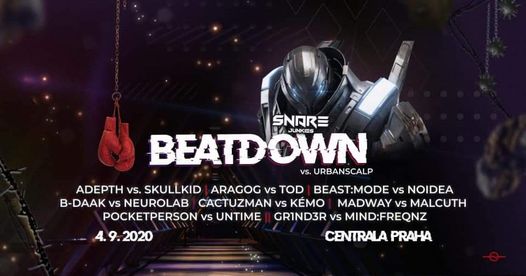 SNARE
JUNKIES
BEATDOWN
vs. URBANSCALP
ADEPTH vs. SKULLKID | ARAGOG vs TOD | BEAST:MODE vs NOIDEA
B-DAAK vs NEUROLAB | CACTUZMAN vs KÉMO | MADWAY vs MALCUTH
POCKETPERSON vs UNTIME || GR1ND3R vs MIND:FREQNZ
4. 9. 2020 CENTRALA PRAHA